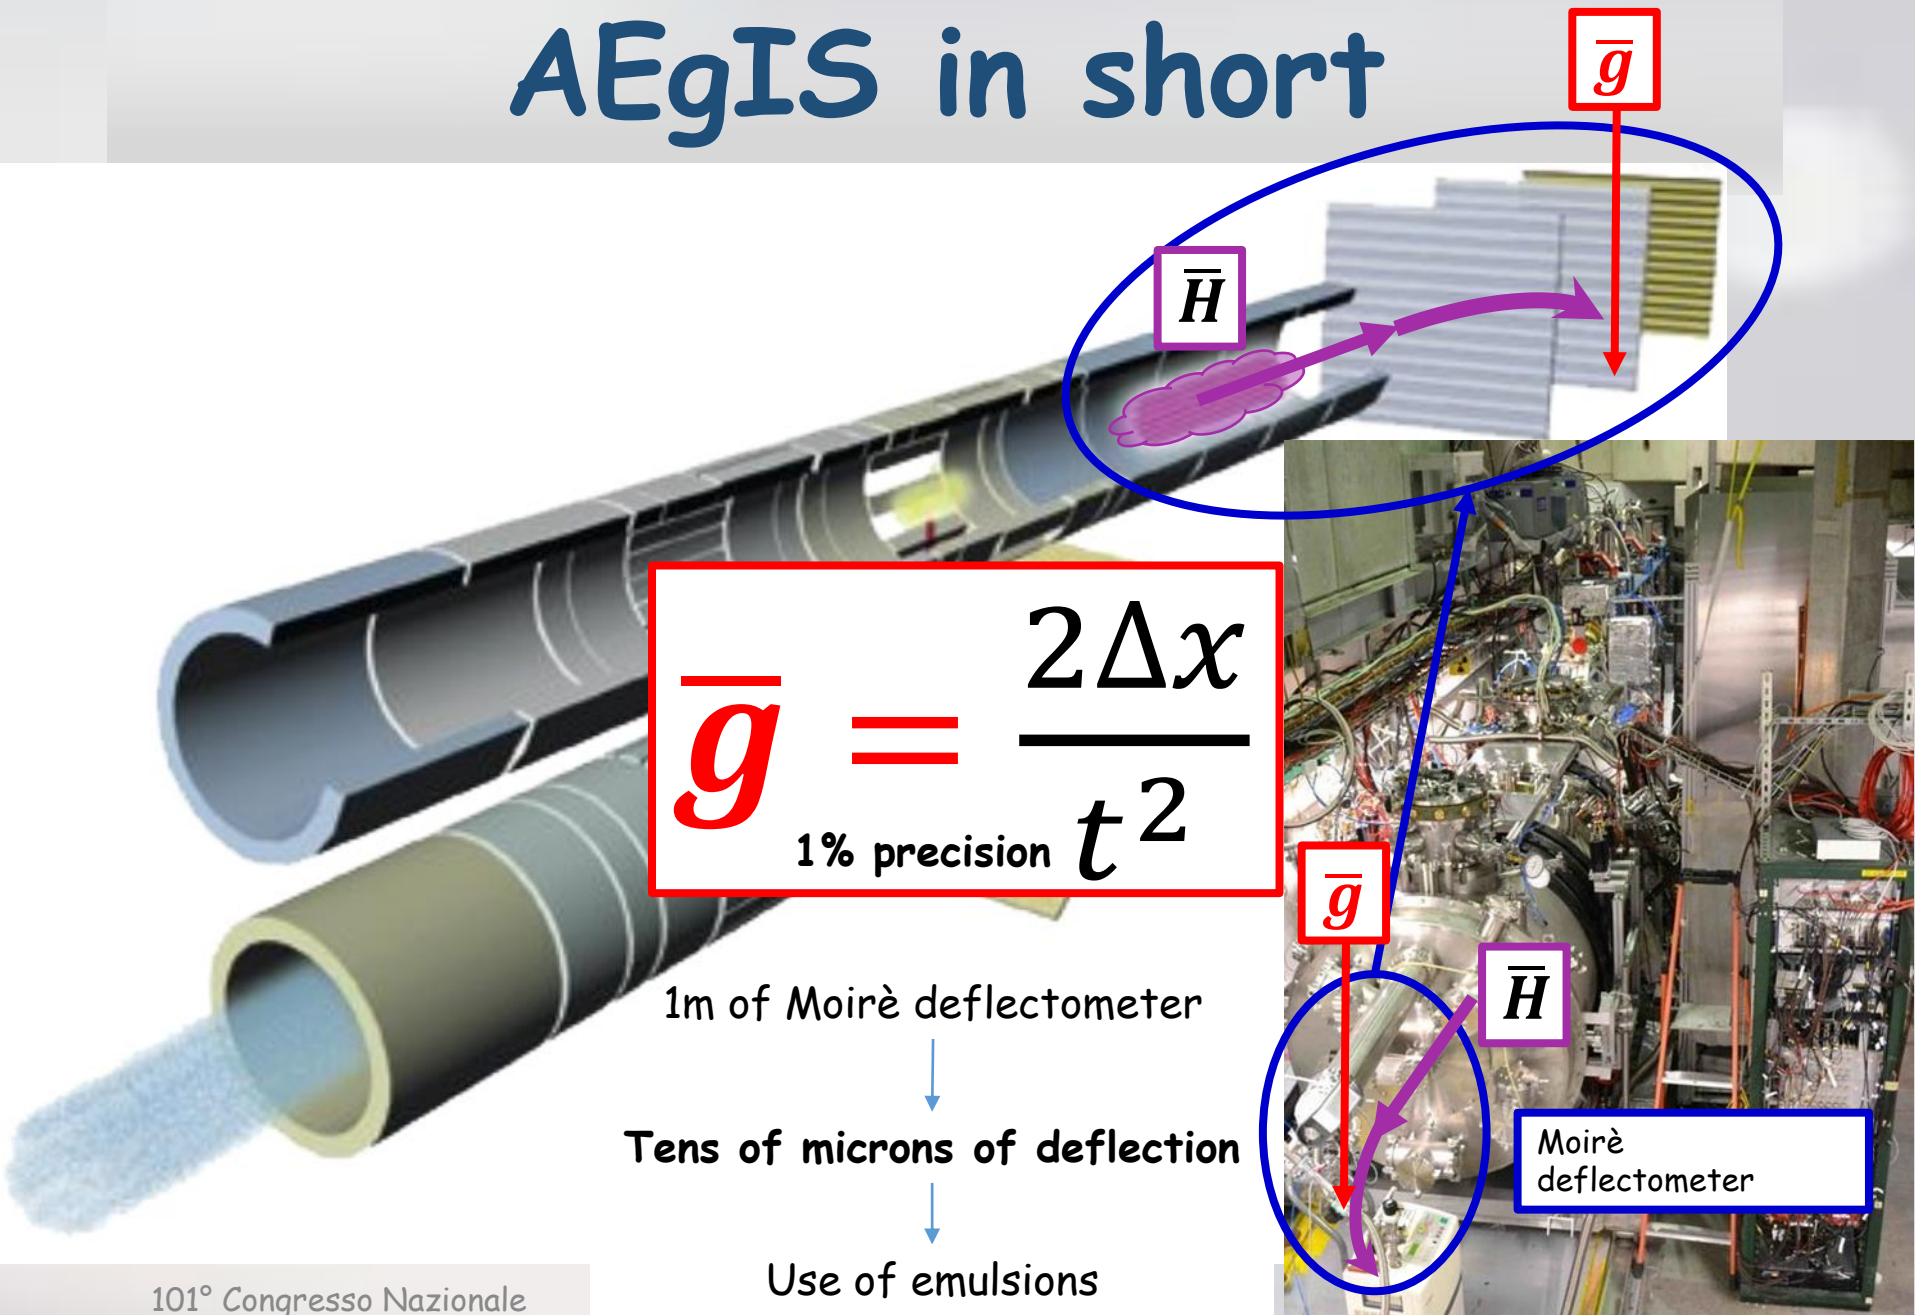 AEgIS in short
g̅
H̅
g̅ = 2Δx / t²
1% precision
g̅
H̅
1m of Moirè deflectometer
Tens of microns of deflection
Use of emulsions
Moirè
deflectometer
101° Congresso Nazionale